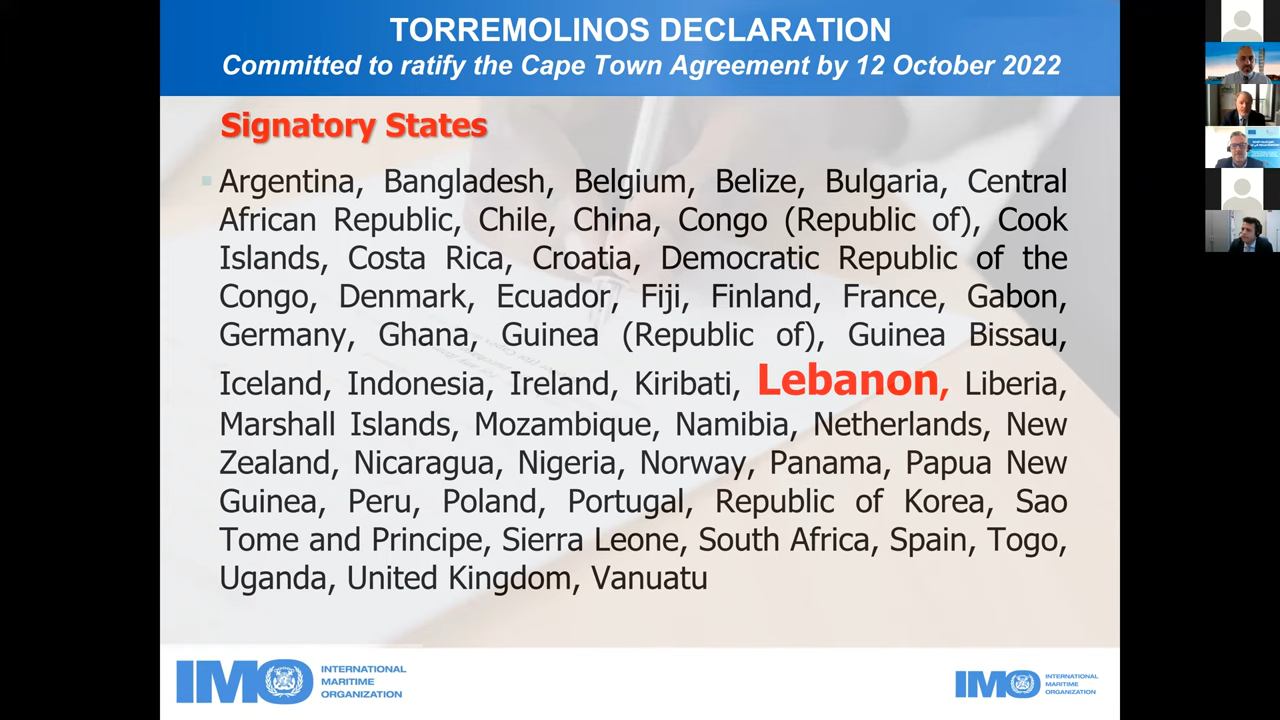 TORREMOLINOS DECLARATION
Committed to ratify the Cape Town Agreement by 12 October 2022
Signatory States
Argentina, Bangladesh, Belgium, Belize, Bulgaria, Central
African Republic, Chile, China, Congo (Republic of), Cook
Islands, Costa Rica, Croatia, Democratic Republic of the
Congo, Denmark, Ecuador, Fiji, Finland, France, Gabon,
Germany, Ghana, Guinea (Republic of), Guinea Bissau,
Iceland, Indonesia, Ireland, Kiribati, Lebanon, Liberia,
Marshall Islands, Mozambique, Namibia, Netherlands, New
Zealand, Nicaragua, Nigeria, Norway, Panama, Papua New
Guinea, Peru, Poland, Portugal, Republic of Korea, Sao
Tome and Principe, Sierra Leone, South Africa, Spain, Togo,
Uganda, United Kingdom, Vanuatu
IMO
INTERNATIONAL
MARITIME
ORGANIZATION
IMO
INTERNATIONAL
MARITIME
ORGANIZATION